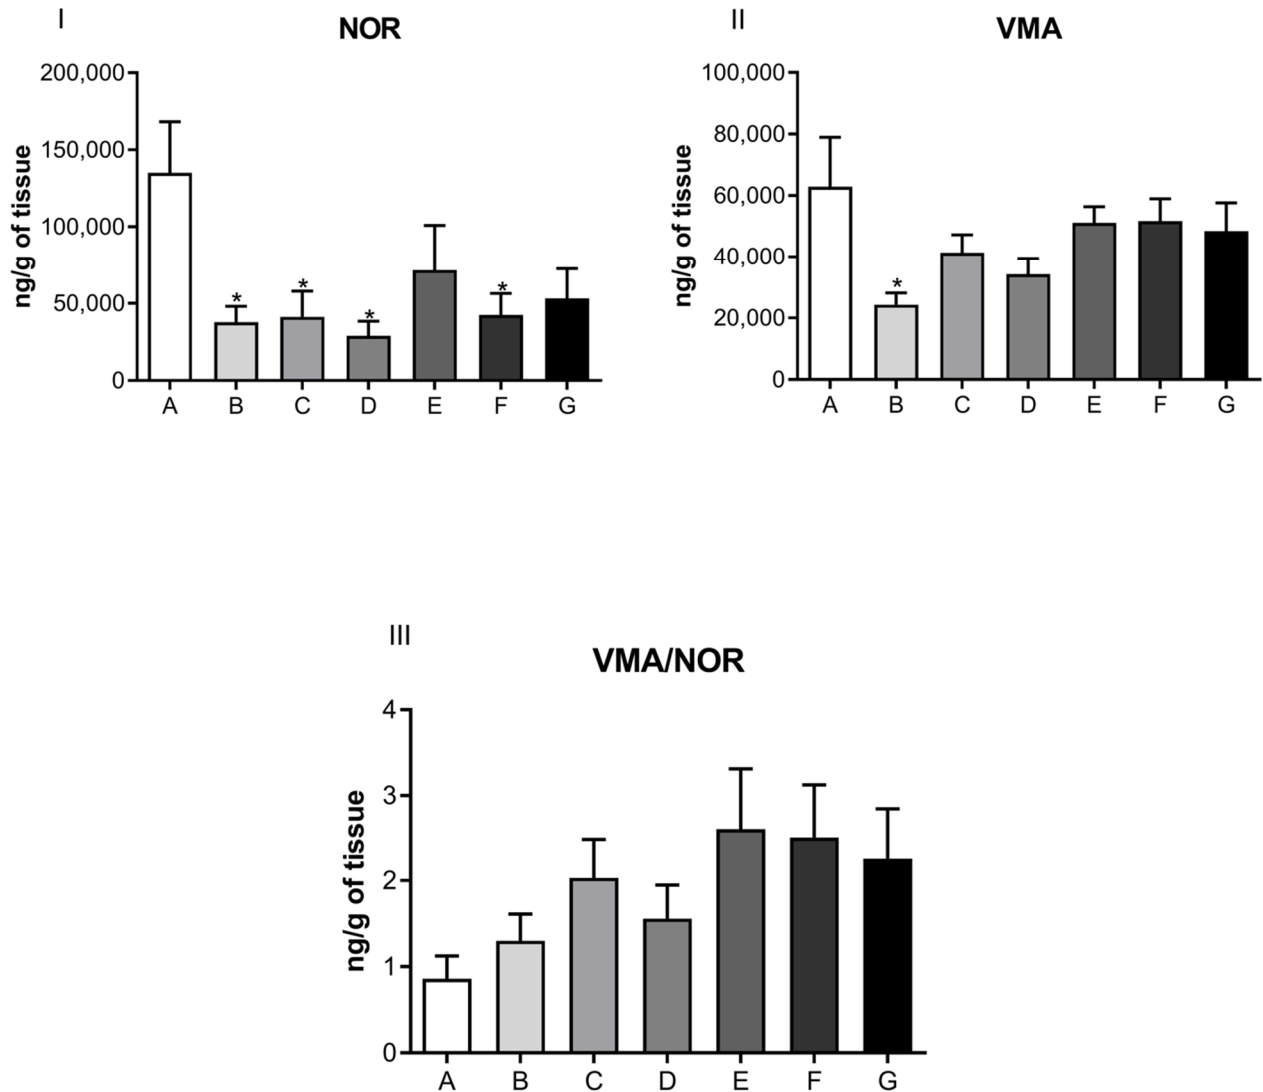 I
NOR
ng/g of tissue
200,000
150,000
100,000
50,000
0
* * * *
A B C D E F G
II
VMA
ng/g of tissue
100,000
80,000
60,000
40,000
20,000
0
*
A B C D E F G
III
VMA/NOR
ng/g of tissue
4
3
2
1
0
A B C D E F G